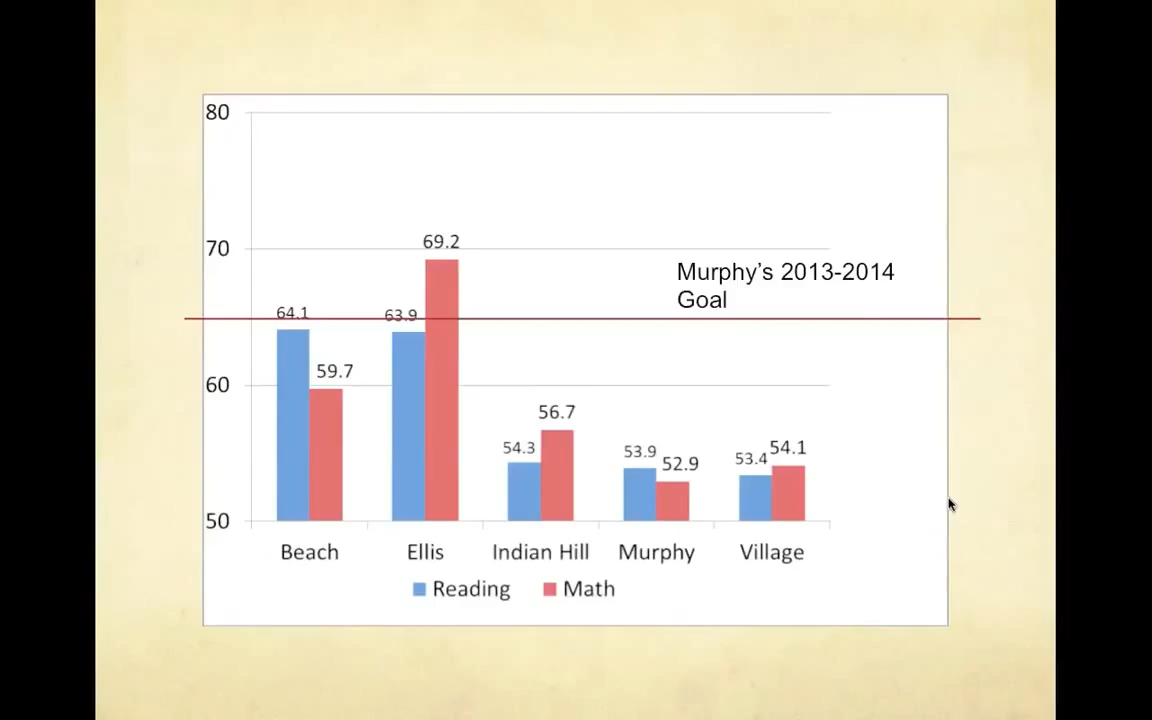 80
70
60
50
69.2
64.1
63.9
59.7
56.7
54.3
53.9
52.9
53.4
54.1
Murphy’s 2013-2014
Goal
Beach
Ellis
Indian Hill
Murphy
Village
Reading
Math